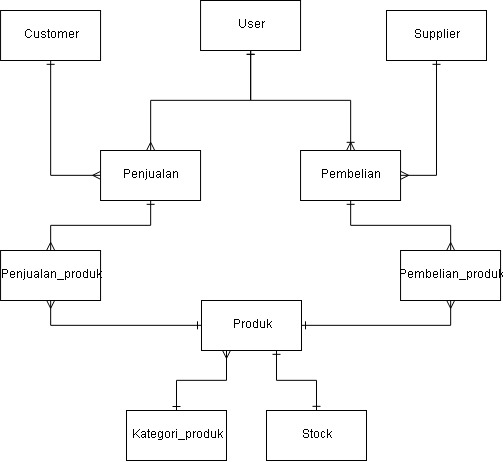 Customer
User
Supplier
Penjualan
Pembelian
Penjualan_produk
Pembelian_produk
Produk
Kategori_produk
Stock